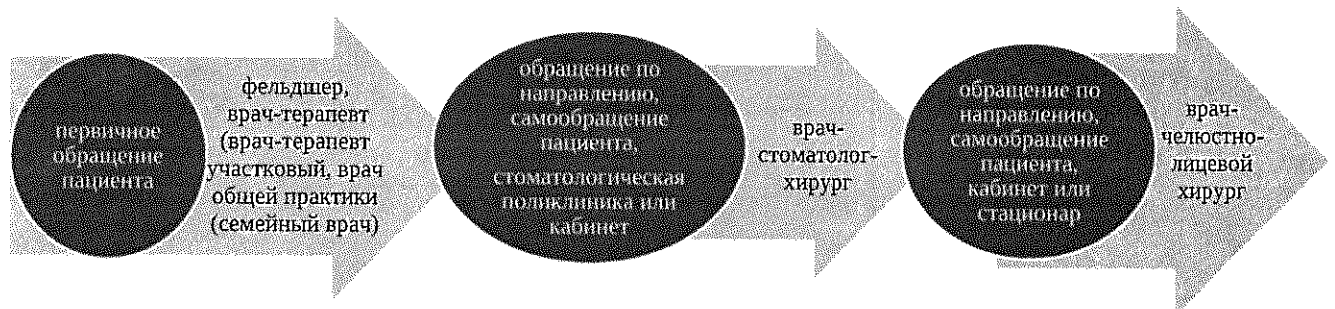 первичное
обращение
пациента
фельдшер,
врач-терапевт
(врач-терапевт
участковый, врач
общей практики
(семейный врач)
обращение по
направлению,
самообращение
пациента,
стоматологическая
поликлиника или
кабинет
врач-
стоматолог-
хирург
обращение по
направлению,
самообращение
пациента,
кабинет или
стационар
врач-
челюстно-
лицевой
хирург